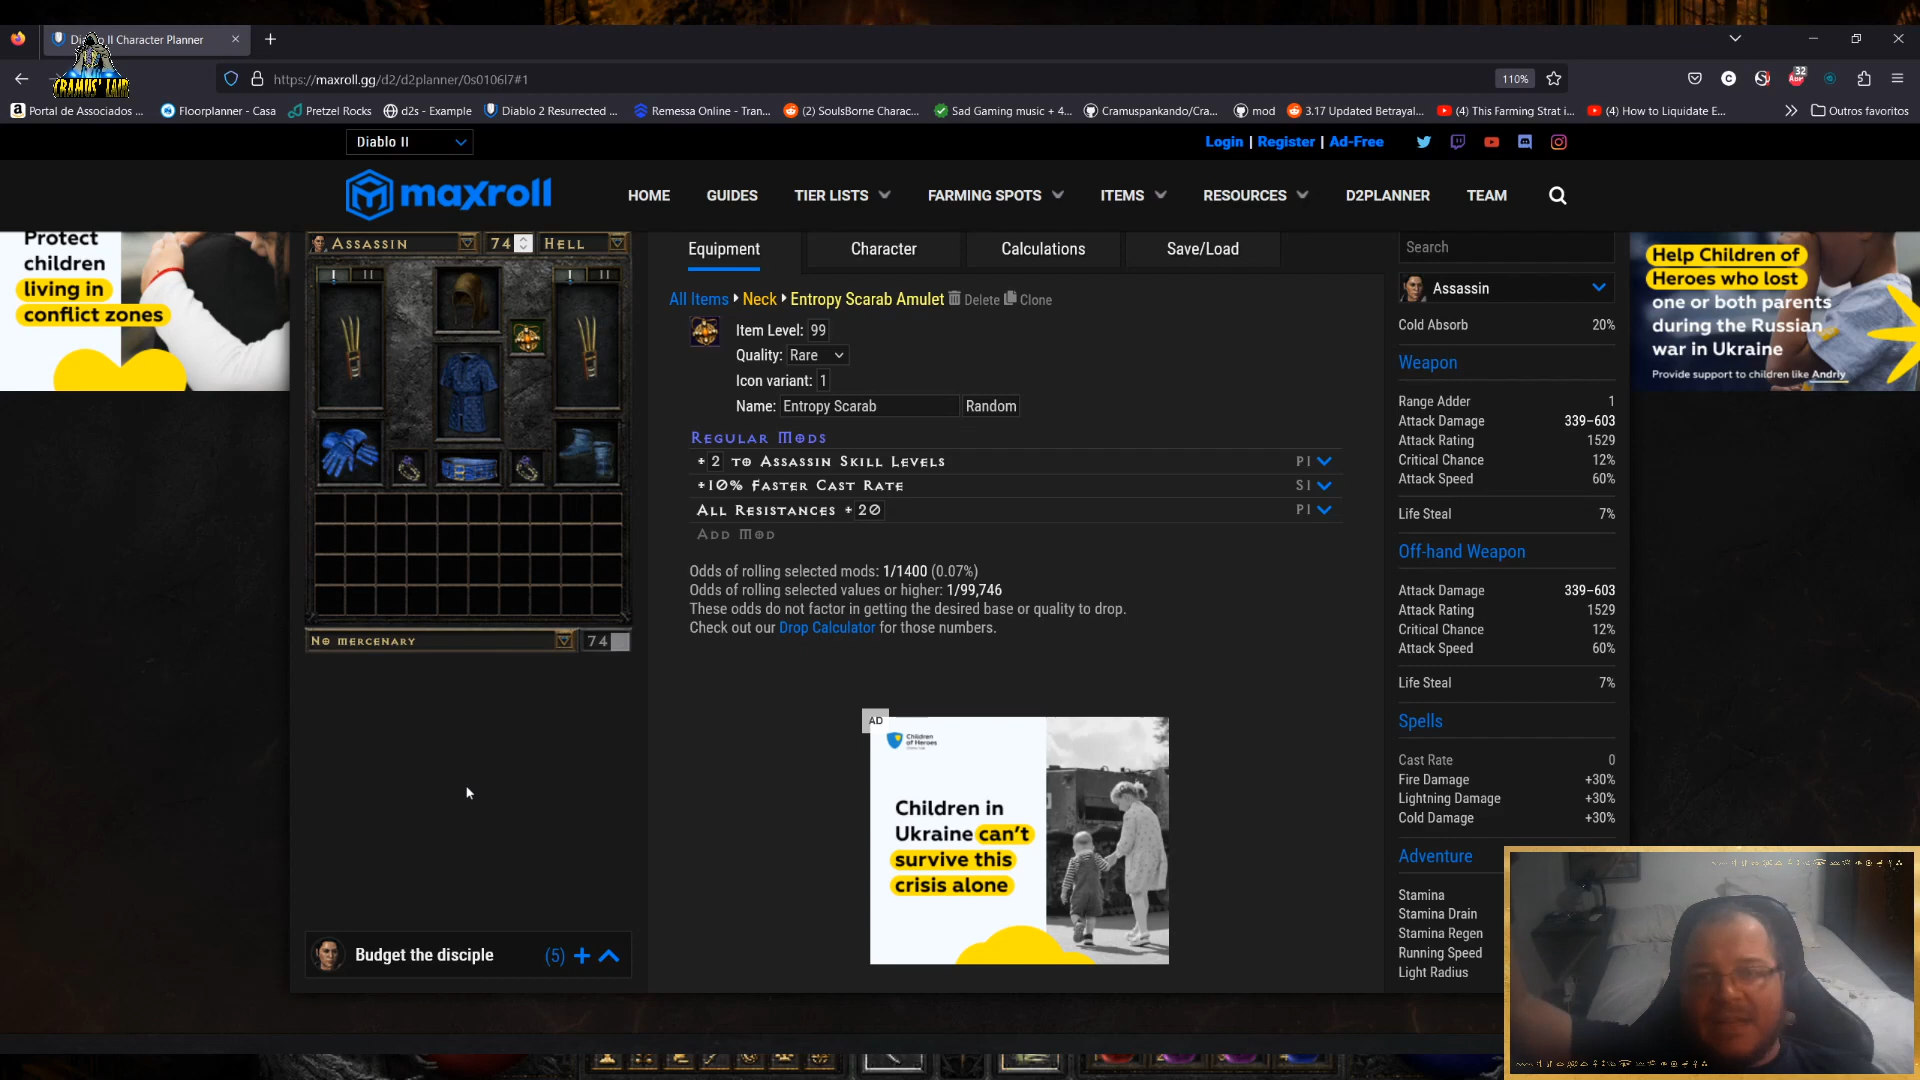 Diablo II Character Planner
CRAMUS' LAIR
https://maxroll.gg/d2/d2planner/0s0106l7#1
110%
32
Portal de Associados ...
Floorplanner - Casa
Pretzel Rocks
d2s - Example
Diablo 2 Resurrected ...
Remessa Online - Tran...
(2) SoulsBorne Charac...
Sad Gaming music + 4...
Cramuspankando/Cra...
mod
3.17 Updated Betrayal...
(4) This Farming Strat i...
(4) How to Liquidate E...
Outros favoritos
Diablo II
Login | Register | Ad-Free
maxroll
HOME
GUIDES
TIER LISTS
FARMING SPOTS
ITEMS
RESOURCES
D2PLANNER
TEAM
Protect
children
living in
conflict zones
Assassin 74 Hell
I II
I II
No mercenary 74
Budget the disciple (5)
Equipment
Character
Calculations
Save/Load
All Items Neck Entropy Scarab Amulet Delete Clone
Item Level: 99
Quality: Rare
Icon variant: 1
Name: Entropy Scarab Random
Regular Mods
+ 2 to Assassin Skill Levels P1
+10% Faster Cast Rate S1
All Resistances + 20 P1
Add Mod
Odds of rolling selected mods: 1/1400 (0.07%)
Odds of rolling selected values or higher: 1/99,746
These odds do not factor in getting the desired base or quality to drop.
Check out our Drop Calculator for those numbers.
AD
Children
of Heroes
Children in
Ukraine can't
survive this
crisis alone
Search
Assassin
Cold Absorb 20%
Weapon
Range Adder 1
Attack Damage 339–603
Attack Rating 1529
Critical Chance 12%
Attack Speed 60%
Life Steal 7%
Off-hand Weapon
Attack Damage 339–603
Attack Rating 1529
Critical Chance 12%
Attack Speed 60%
Life Steal 7%
Spells
Cast Rate 0
Fire Damage +30%
Lightning Damage +30%
Cold Damage +30%
Adventure
Stamina
Stamina Drain
Stamina Regen
Running Speed
Light Radius
Help Children of
Heroes who lost
one or both parents
during the Russian
war in Ukraine
Provide support to children like Andriy